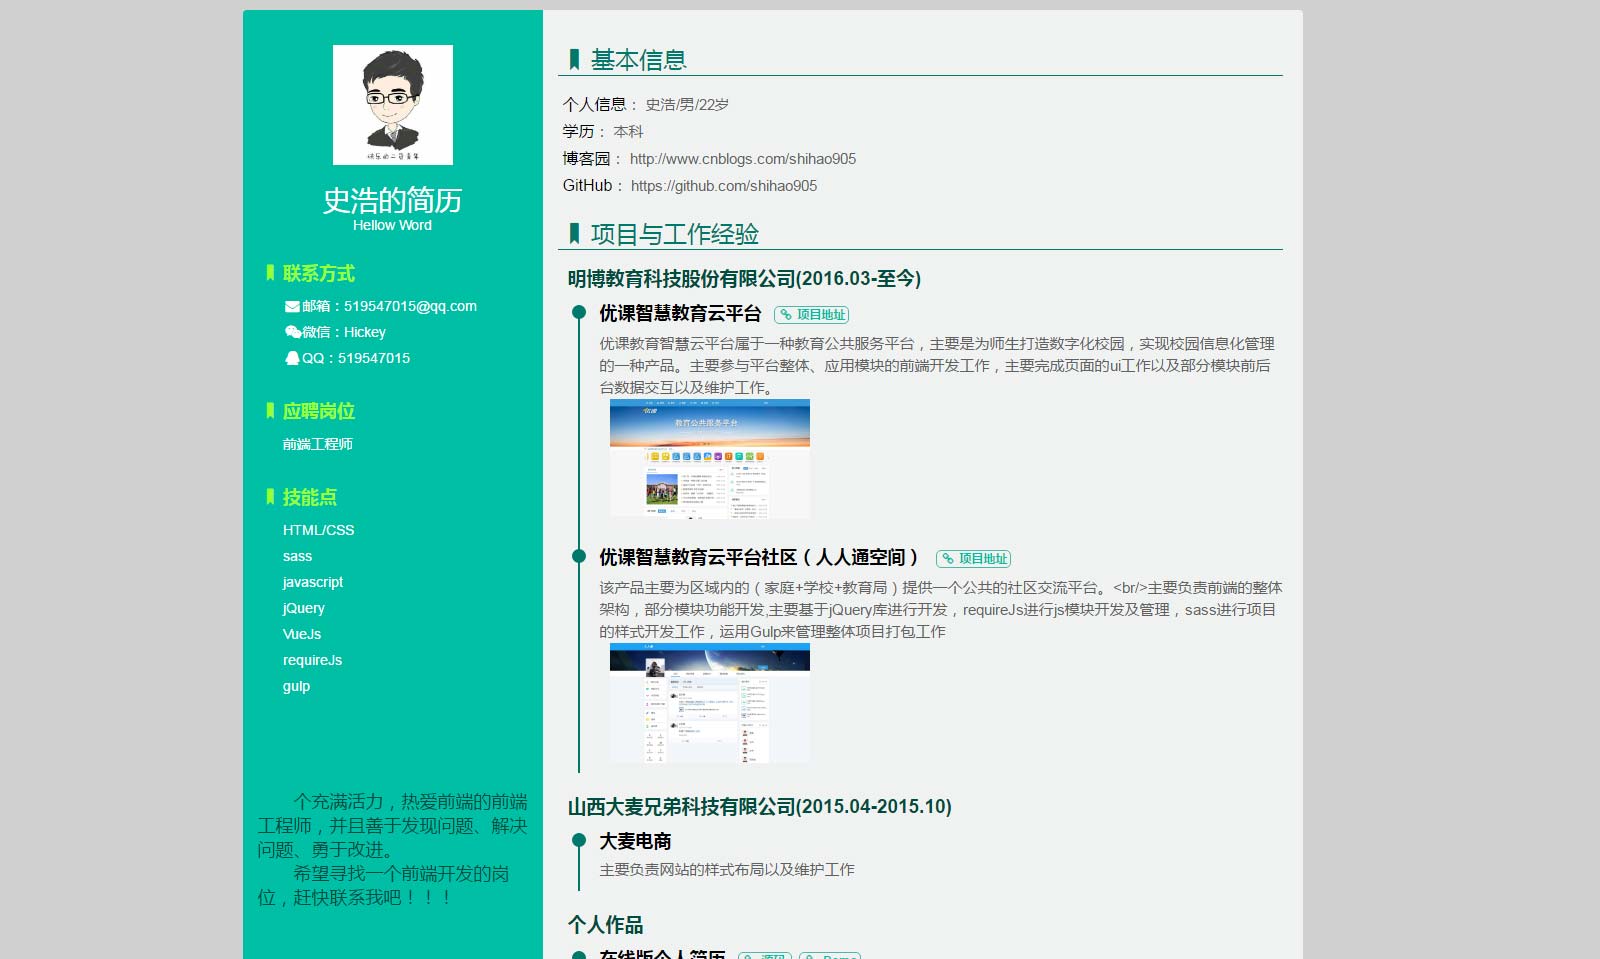 快乐的二货青年
史浩的简历
Hellow Word
联系方式
邮箱：519547015@qq.com
微信：Hickey
QQ：519547015
应聘岗位
前端工程师
技能点
HTML/CSS
sass
javascript
jQuery
VueJs
requireJs
gulp
个充满活力，热爱前端的前端
工程师，并且善于发现问题、解决
问题、勇于改进。
希望寻找一个前端开发的岗
位，赶快联系我吧！！！
基本信息
个人信息： 史浩/男/22岁
学历： 本科
博客园： http://www.cnblogs.com/shihao905
GitHub： https://github.com/shihao905
项目与工作经验
明博教育科技股份有限公司(2016.03-至今)
优课智慧教育云平台 项目地址
优课教育智慧云平台属于一种教育公共服务平台，主要是为师生打造数字化校园，实现校园信息化管理
的一种产品。主要参与平台整体、应用模块的前端开发工作，主要完成页面的ui工作以及部分模块前后
台数据交互以及维护工作。
优课
教育公共服务平台
优课智慧教育云平台社区（人人通空间） 项目地址
该产品主要为区域内的（家庭+学校+教育局）提供一个公共的社区交流平台。<br/>主要负责前端的整体
架构，部分模块功能开发,主要基于jQuery库进行开发，requireJs进行js模块开发及管理，sass进行项目
的样式开发工作，运用Gulp来管理整体项目打包工作
山西大麦兄弟科技有限公司(2015.04-2015.10)
大麦电商
主要负责网站的样式布局以及维护工作
个人作品
在线版个人简历 源码 Demo